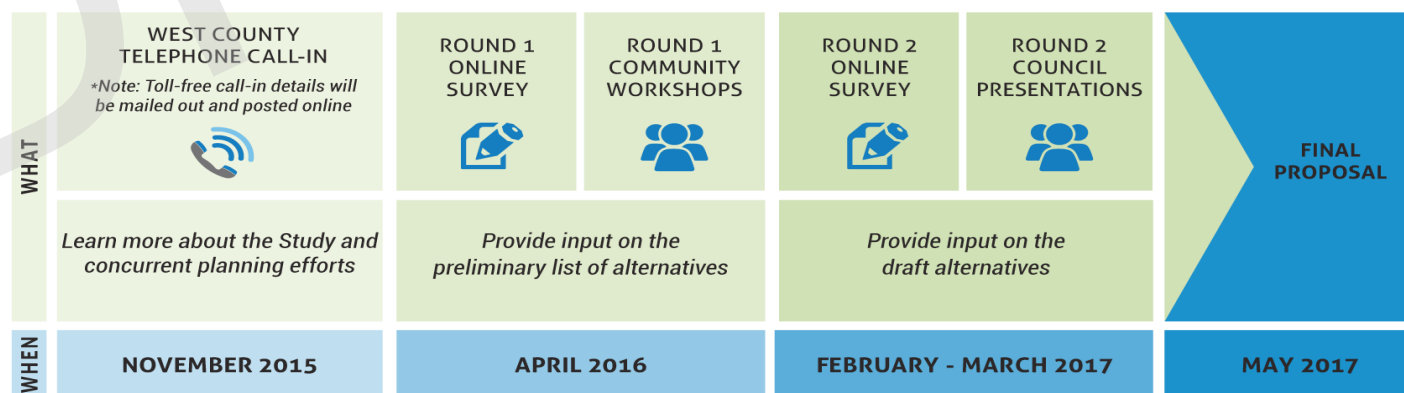 WHAT
WEST COUNTY
TELEPHONE CALL-IN
*Note: Toll-free call-in details will
be mailed out and posted online
ROUND 1
ONLINE
SURVEY
ROUND 1
COMMUNITY
WORKSHOPS
ROUND 2
ONLINE
SURVEY
ROUND 2
COUNCIL
PRESENTATIONS
FINAL
PROPOSAL
Learn more about the Study and
concurrent planning efforts
Provide input on the
preliminary list of alternatives
Provide input on the
draft alternatives
WHEN
NOVEMBER 2015
APRIL 2016
FEBRUARY - MARCH 2017
MAY 2017